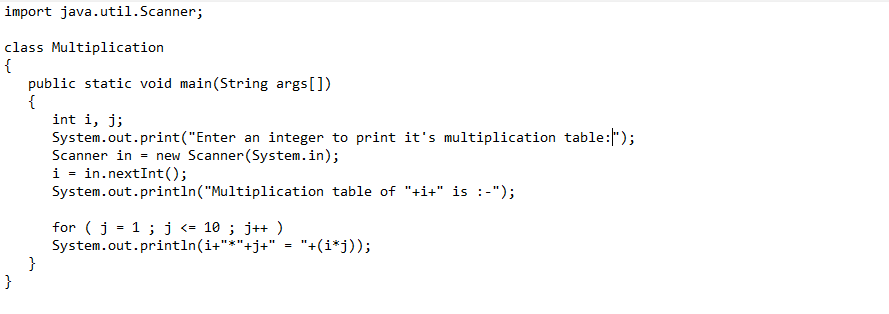 import java.util.Scanner;
class Multiplication
{
public static void main(String args[])
{
int i, j;
System.out.print("Enter an integer to print it's multiplication table:");
Scanner in = new Scanner(System.in);
i = in.nextInt();
System.out.println("Multiplication table of "+i+" is :-");
for ( j = 1 ; j <= 10 ; j++ )
System.out.println(i+"*"+j+" = "+(i*j));
}
}